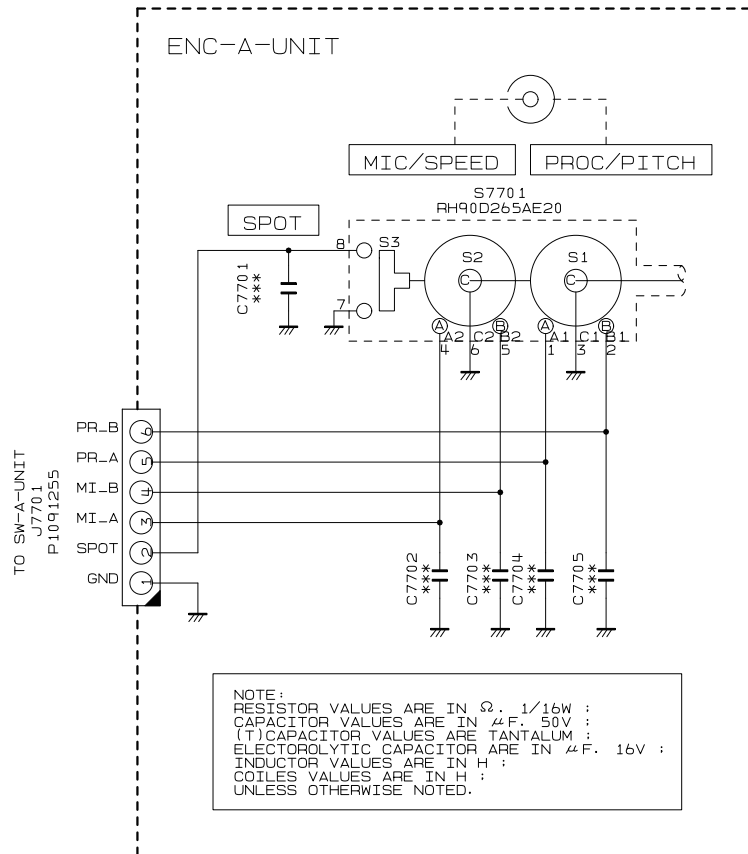 ENC-A-UNIT
MIC/SPEED PROC/PITCH
S7701
RH90D265AE20
SPOT
8 S3 S2 S1
C C
C7701
***
7
A B A B
A2 C2 B2 A1 C1 B1
4 6 5 1 3 2
TO SW-A-UNIT
J7701
P1091255
PR_B 6
PR_A 5
MI_B 4
MI_A 3
SPOT 2
GND 1
C7702
***
C7703
***
C7704
***
C7705
***
NOTE:
RESISTOR VALUES ARE IN Ω. 1/16W ;
CAPACITOR VALUES ARE IN μF. 50V ;
(T)CAPACITOR VALUES ARE TANTALUM ;
ELECTOROLYTIC CAPACITOR ARE IN μF. 16V ;
INDUCTOR VALUES ARE IN H ;
COILES VALUES ARE IN H ;
UNLESS OTHERWISE NOTED.